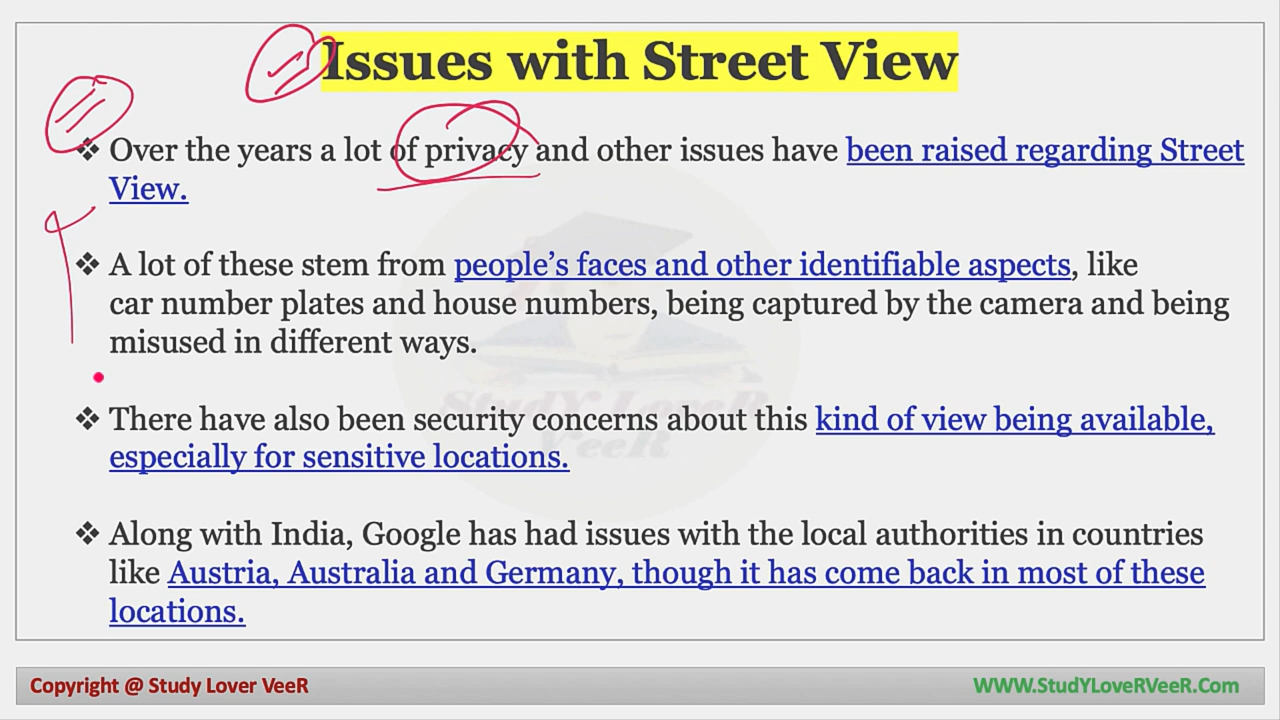 Issues with Street View
❖ Over the years a lot of privacy and other issues have been raised regarding Street
View.
❖ A lot of these stem from people’s faces and other identifiable aspects, like
car number plates and house numbers, being captured by the camera and being
misused in different ways.
❖ There have also been security concerns about this kind of view being available,
especially for sensitive locations.
❖ Along with India, Google has had issues with the local authorities in countries
like Austria, Australia and Germany, though it has come back in most of these
locations.
StudY LoveR
VeeR
Copyright @ Study Lover VeeR
WWW.StudYLoveRVeeR.Com